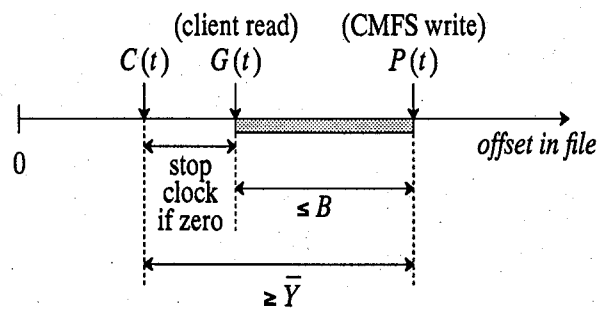 (client read) (CMFS write)
C(t) G(t) P(t)
0
offset in file
stop
clock
if zero
≤ B
≥ Y̅